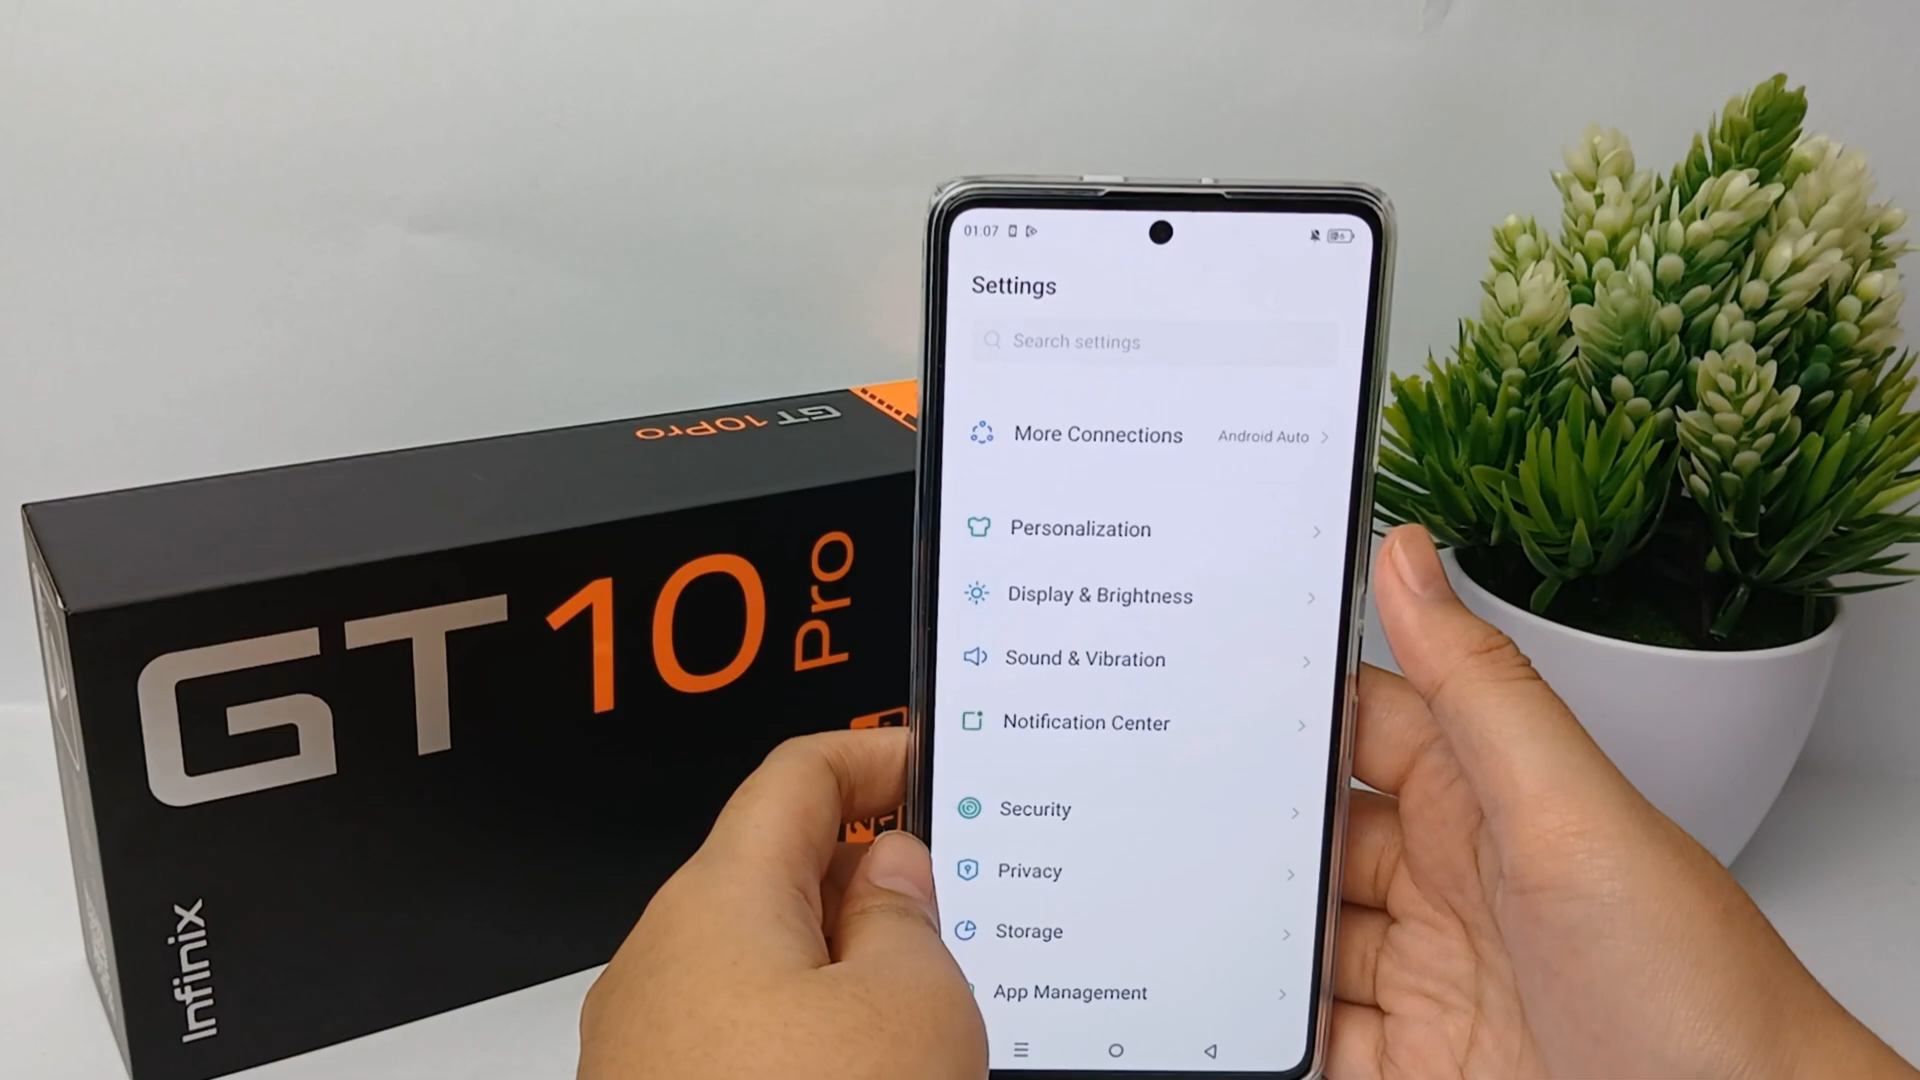 GT 10Pro
GT 10 Pro
Infinix
01:07
Settings
Search settings
More Connections Android Auto
Personalization
Display & Brightness
Sound & Vibration
Notification Center
Security
Privacy
Storage
App Management